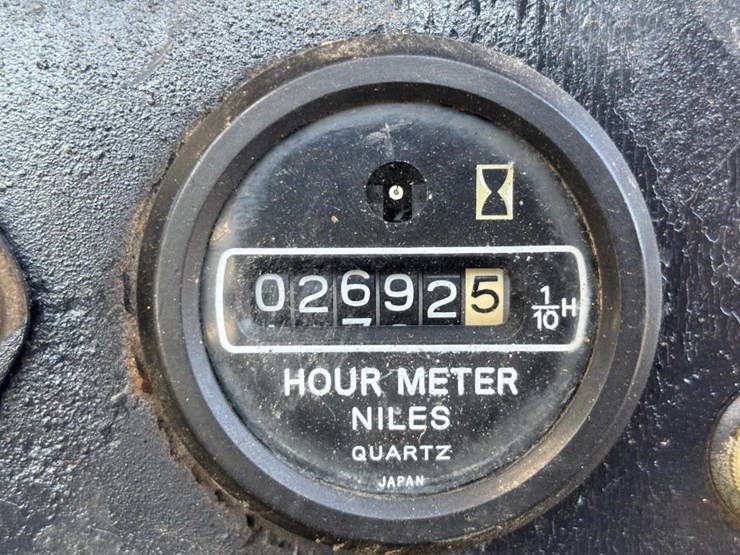 026925 1/10 H
HOUR METER
NILES
QUARTZ
JAPAN